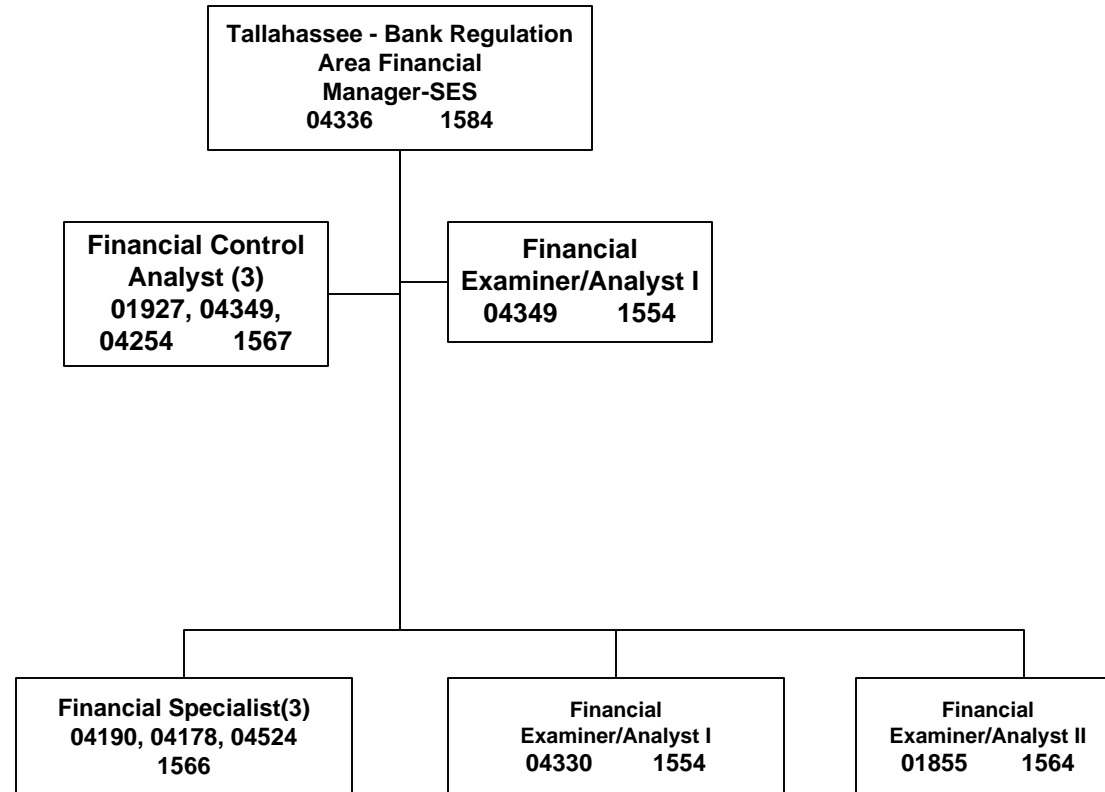 Tallahassee - Bank Regulation
Area Financial
Manager-SES
04336 1584
Financial Control
Analyst (3)
01927, 04349,
04254 1567
Financial
Examiner/Analyst I
04349 1554
Financial Specialist(3)
04190, 04178, 04524
1566
Financial
Examiner/Analyst I
04330 1554
Financial
Examiner/Analyst II
01855 1564